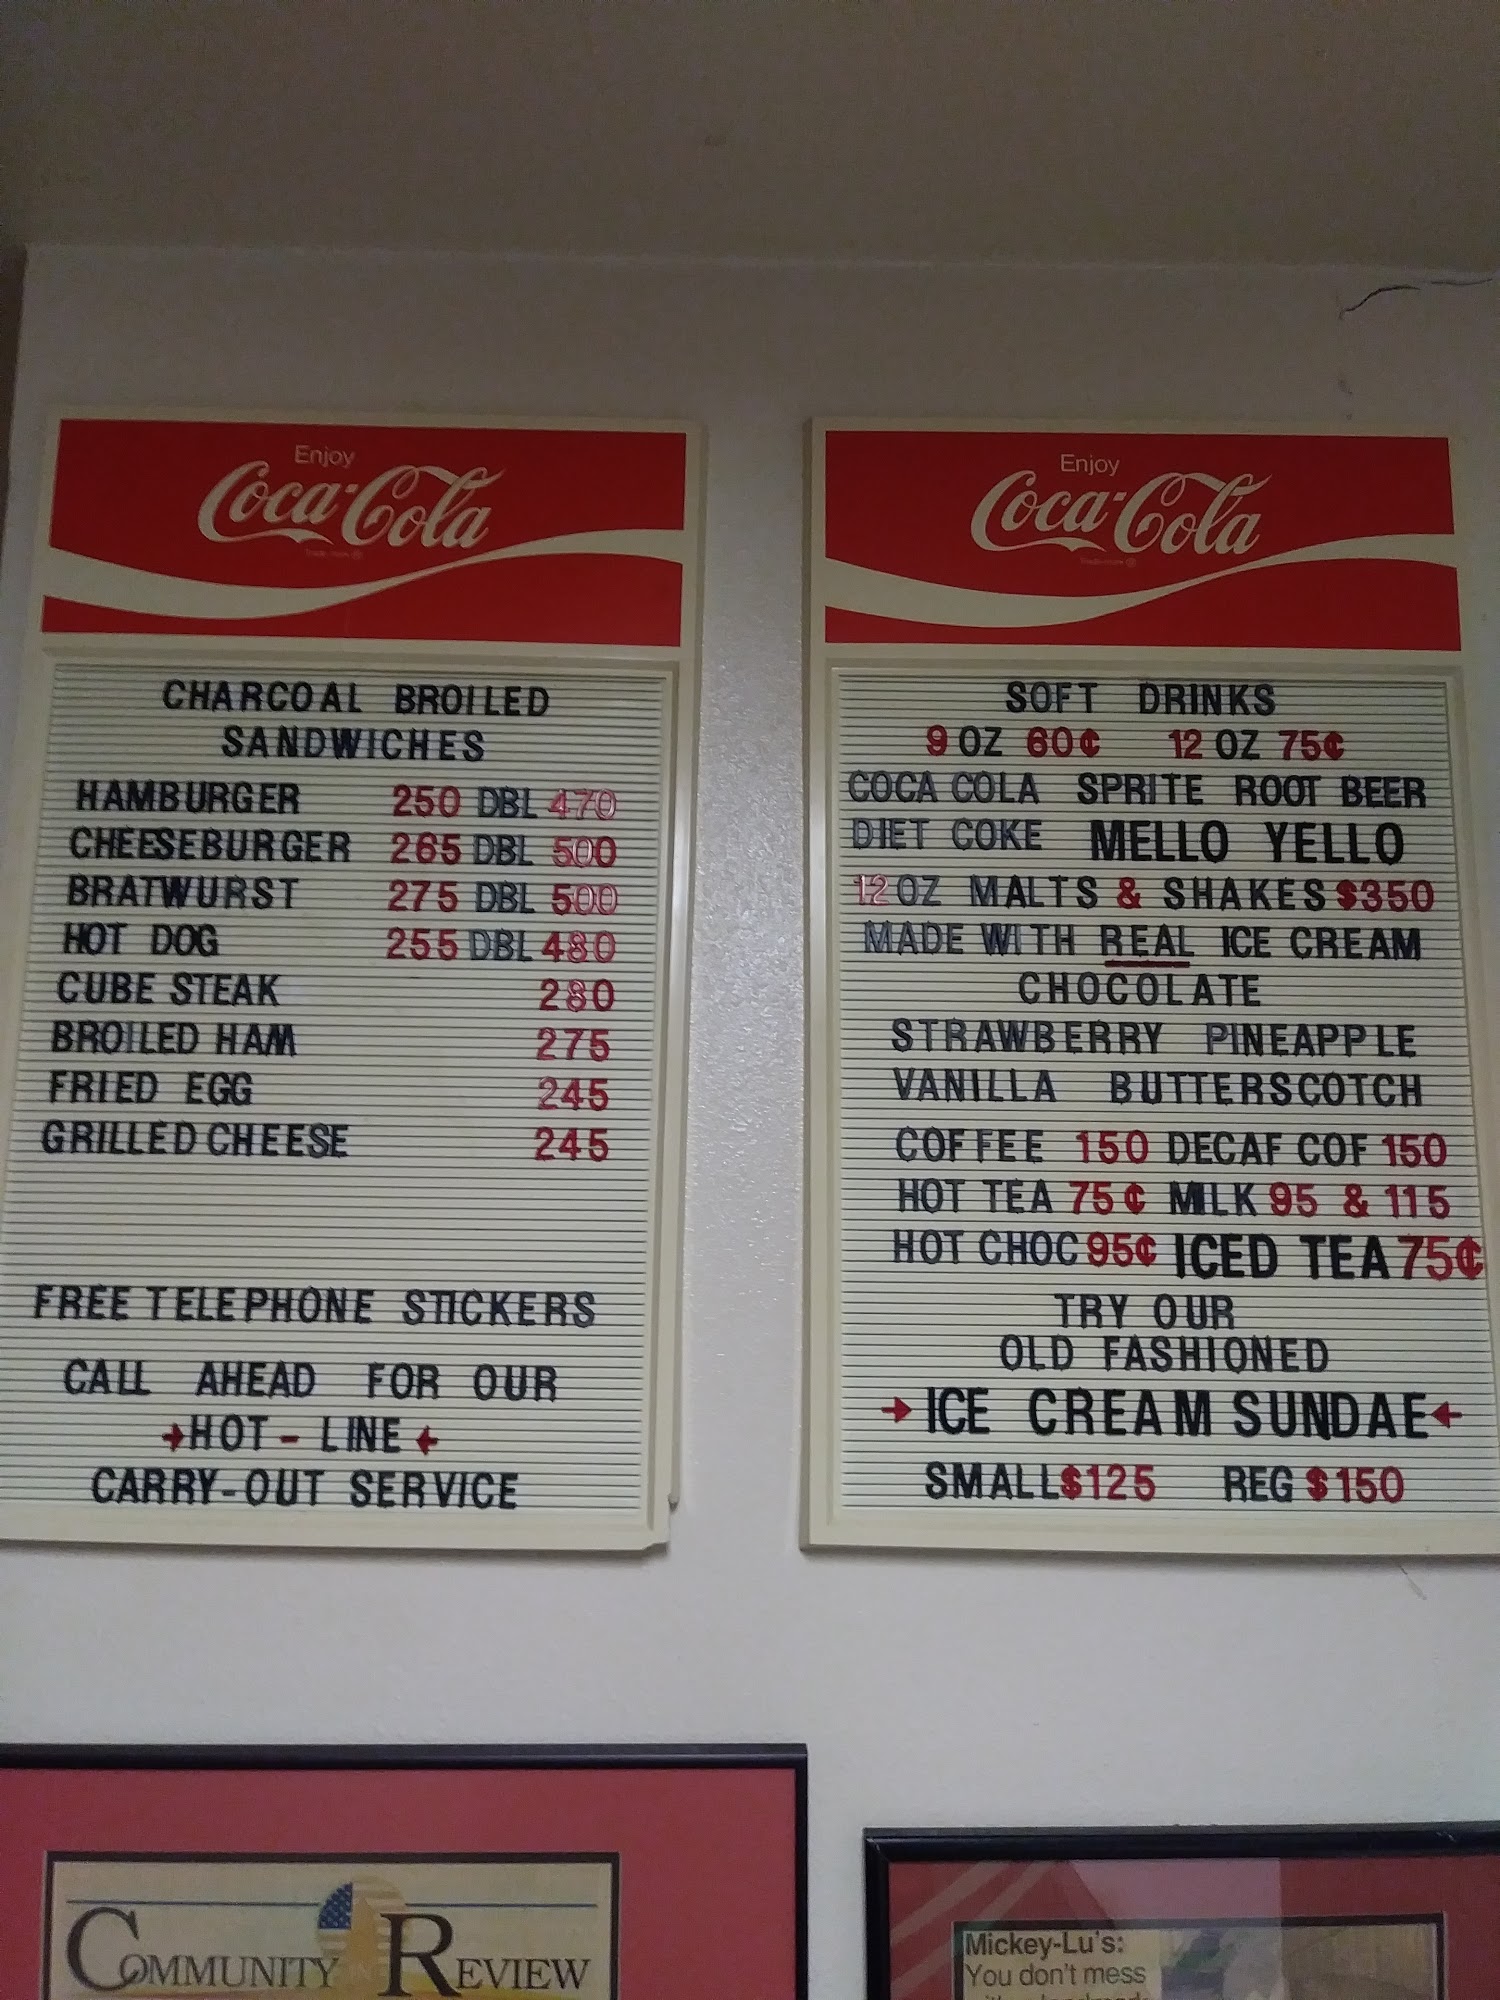 Enjoy
Coca-Cola
CHARCOAL BROILED
SANDWICHES
HAMBURGER 250 DBL 470
CHEESEBURGER 265 DBL 500
BRATWURST 275 DBL 500
HOT DOG 255 DBL 480
CUBE STEAK 280
BROILED HAM 275
FRIED EGG 245
GRILLED CHEESE 245
FREE TELEPHONE STICKERS
CALL AHEAD FOR OUR
→HOT-LINE←
CARRY-OUT SERVICE
Enjoy
Coca-Cola
SOFT DRINKS
9 OZ 60¢ 12 OZ 75¢
COCA COLA SPRITE ROOT BEER
DIET COKE MELLO YELLO
12 OZ MALTS & SHAKES $350
MADE WITH REAL ICE CREAM
CHOCOLATE
STRAWBERRY PINEAPPLE
VANILLA BUTTERSCOTCH
COFFEE 150 DECAF COF 150
HOT TEA 75¢ MILK 95 & 115
HOT CHOC 95¢ ICED TEA 75¢
TRY OUR
OLD FASHIONED
→ICE CREAM SUNDAE←
SMALL $125 REG $150
COMMUNITY REVIEW
Mickey-Lu's:
You don't mess